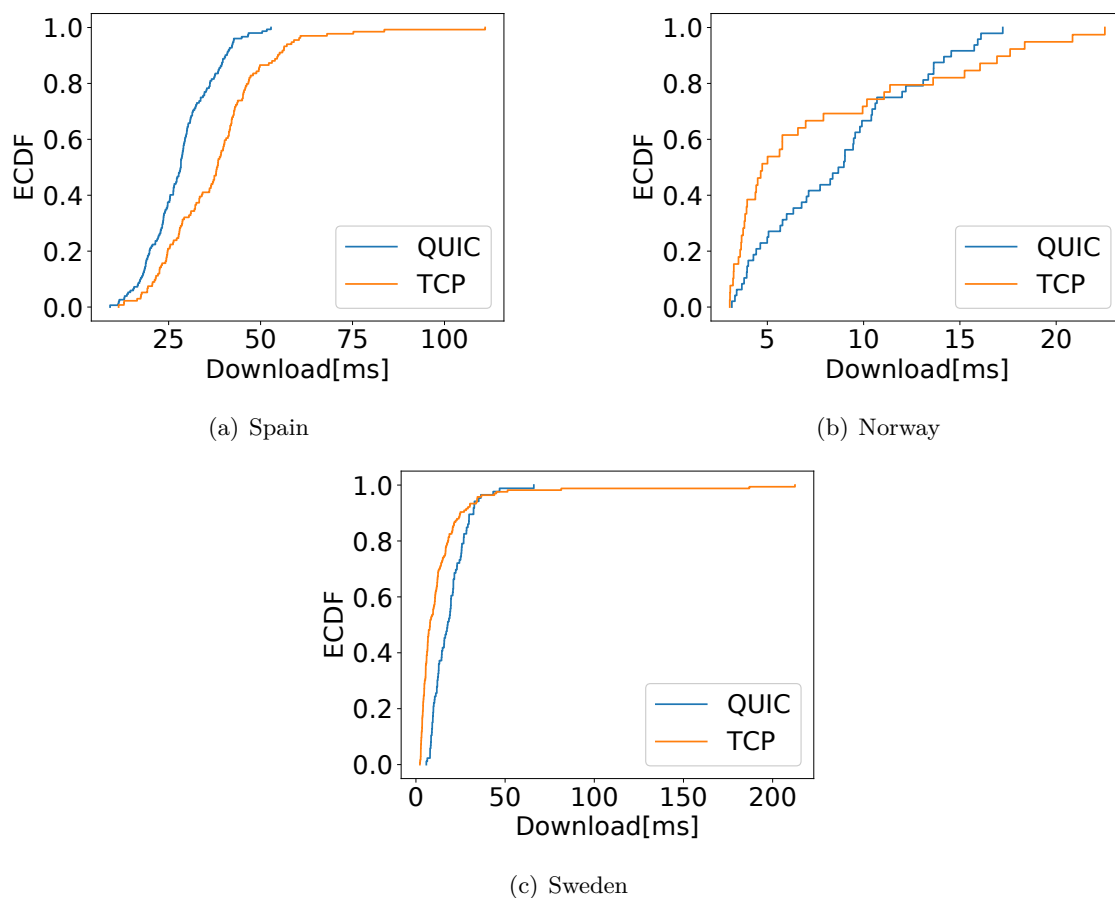 1.0
0.8
0.6
0.4
0.2
0.0
ECDF
QUIC
TCP
25 50 75 100
Download[ms]
(a) Spain
1.0
0.8
0.6
0.4
0.2
0.0
ECDF
QUIC
TCP
5 10 15 20
Download[ms]
(b) Norway
1.0
0.8
0.6
0.4
0.2
0.0
ECDF
QUIC
TCP
0 50 100 150 200
Download[ms]
(c) Sweden